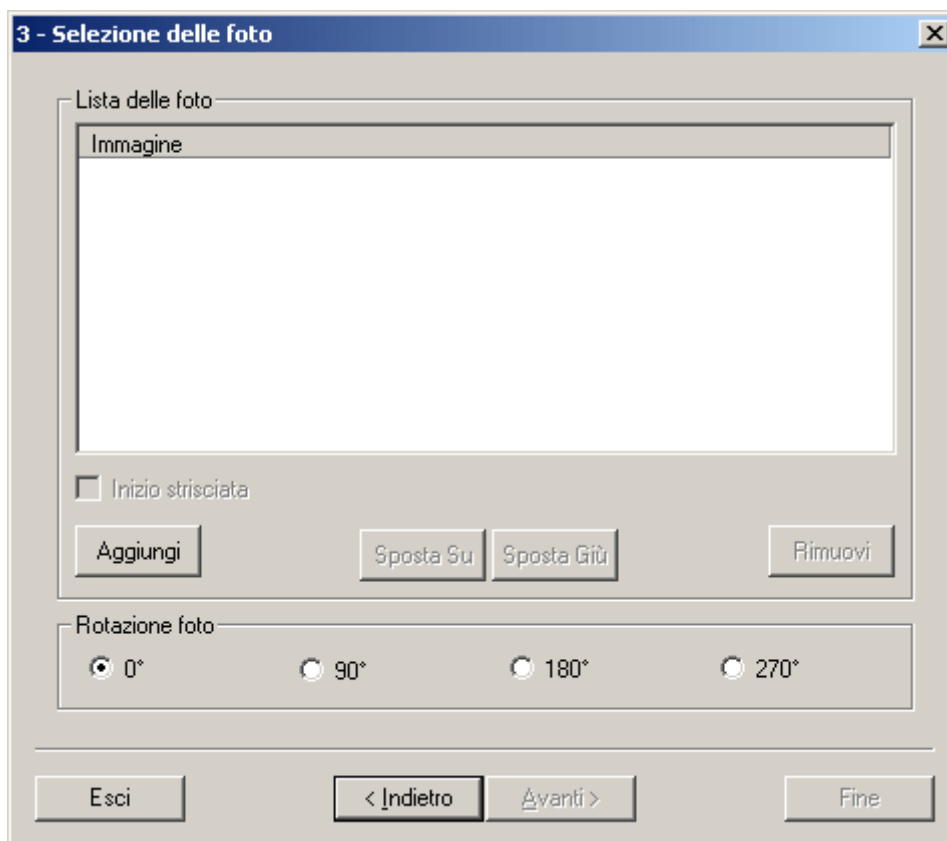 3 - Selezione delle foto
Lista delle foto
Immagine
Inizio strisciata
Aggiungi Sposta Su Sposta Giù Rimuovi
Rotazione foto
0° 90° 180° 270°
Esci < Indietro Avanti > Fine